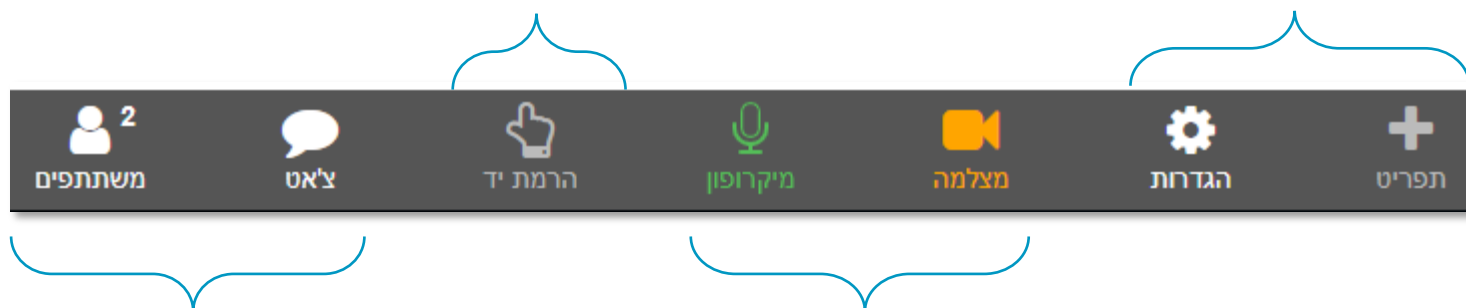 תפריט
הגדרות
מצלמה
מיקרופון
הרמת יד
צ'אט
משתתפים
2